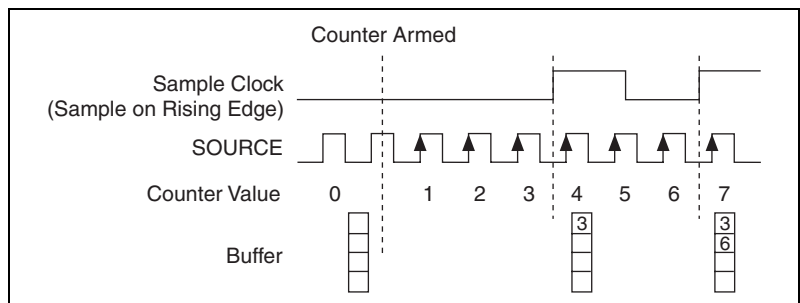 Counter Armed
Sample Clock
(Sample on Rising Edge)
SOURCE
Counter Value 0 1 2 3 4 5 6 7
3 3
6
Buffer